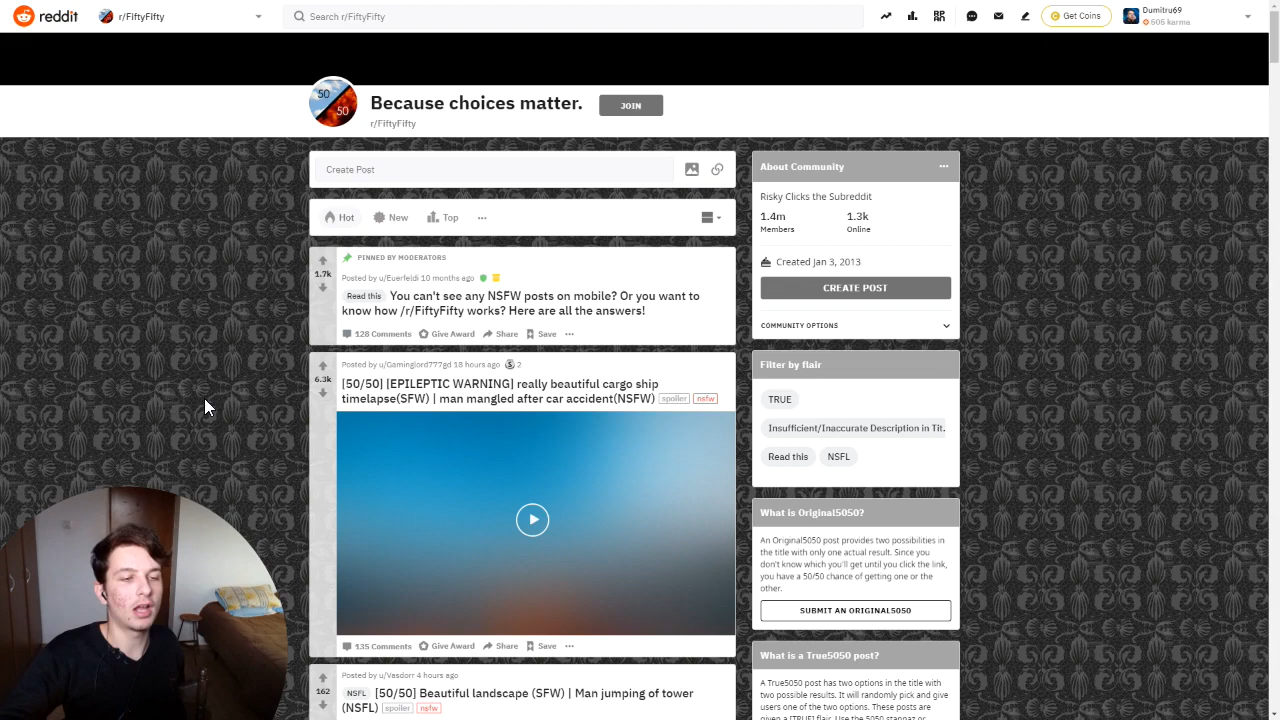 reddit
r/FiftyFifty
Search r/FiftyFifty
Get Coins
Dumitru69
505 karma
50
50
Because choices matter.
JOIN
r/FiftyFifty
Create Post
Hot
New
Top
PINNED BY MODERATORS
1.7k
Posted by u/Euerfeldi 10 months ago
Read this You can't see any NSFW posts on mobile? Or you want to
know how /r/FiftyFifty works? Here are all the answers!
128 Comments Give Award Share Save
Posted by u/Gaminglord777gd 18 hours ago 2
6.3k
[50/50] [EPILEPTIC WARNING] really beautiful cargo ship
timelapse(SFW) | man mangled after car accident(NSFW) spoiler nsfw
135 Comments Give Award Share Save
Posted by u/Vasdorr 4 hours ago
162
NSFL [50/50] Beautiful landscape (SFW) | Man jumping of tower
(NSFL) spoiler nsfw
About Community
Risky Clicks the Subreddit
1.4m 1.3k
Members Online
Created Jan 3, 2013
CREATE POST
COMMUNITY OPTIONS
Filter by flair
TRUE
Insufficient/Inaccurate Description in Tit.
Read this NSFL
What is Original5050?
An Original5050 post provides two possibilities in
the title with only one actual result. Since you
don't know which you'll get until you click the link,
you have a 50/50 chance of getting one or the
other.
SUBMIT AN ORIGINAL5050
What is a True5050 post?
A True5050 post has two options in the title with
two possible results. It will randomly pick and give
users one of the two options. These posts are